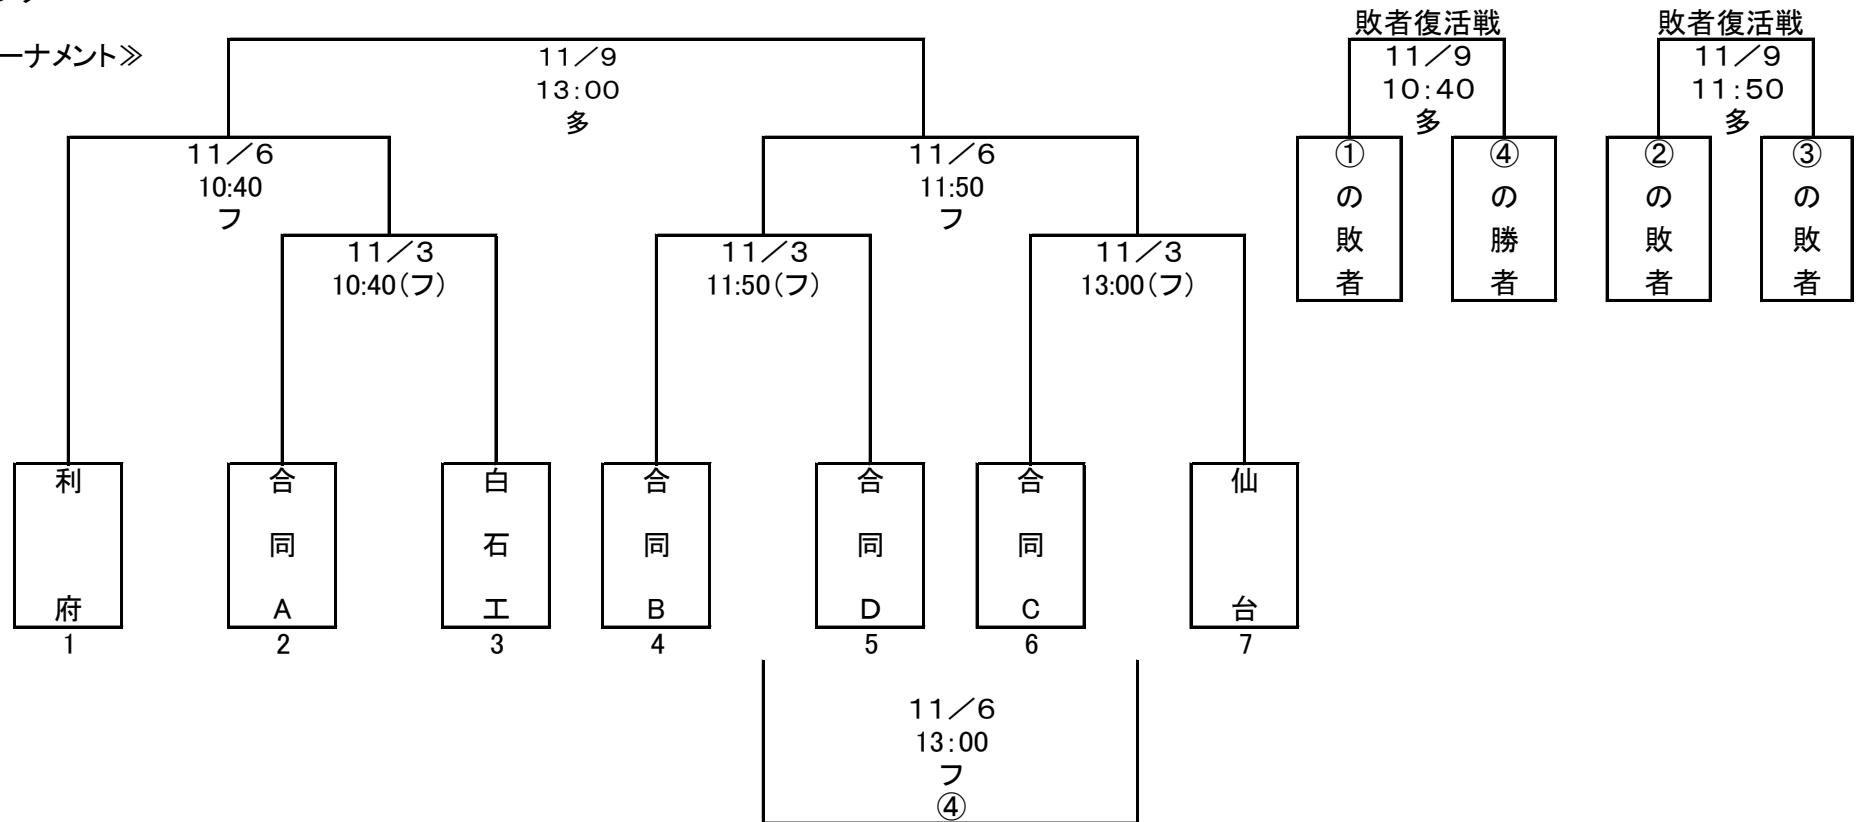 ーナメント≫
11／9
13：00
多
11／6
10:40
フ
11／6
11:50
フ
11／3
10:40（フ）
11／3
11:50（フ）
11／3
13:00（フ）
利府
1
合同A
2
白石工
3
合同B
4
合同D
5
合同C
6
仙台
7
11／6
13:00
フ
④
敗者復活戦
11／9
10：40
多
①の敗者
④の勝者
敗者復活戦
11／9
11：50
多
②の敗者
③の敗者